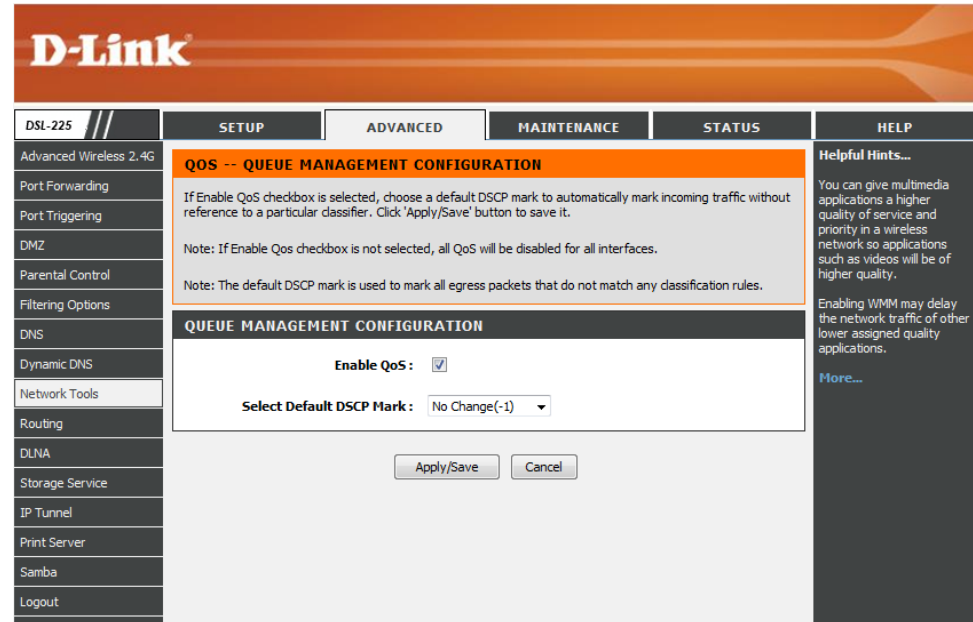 D-Link
DSL-225
SETUP
ADVANCED
MAINTENANCE
STATUS
HELP
Advanced Wireless 2.4G
Port Forwarding
Port Triggering
DMZ
Parental Control
Filtering Options
DNS
Dynamic DNS
Network Tools
Routing
DLNA
Storage Service
IP Tunnel
Print Server
Samba
Logout
QOS -- QUEUE MANAGEMENT CONFIGURATION
If Enable QoS checkbox is selected, choose a default DSCP mark to automatically mark incoming traffic without
reference to a particular classifier. Click 'Apply/Save' button to save it.
Note: If Enable Qos checkbox is not selected, all QoS will be disabled for all interfaces.
Note: The default DSCP mark is used to mark all egress packets that do not match any classification rules.
QUEUE MANAGEMENT CONFIGURATION
Enable QoS :
Select Default DSCP Mark : No Change(-1)
Apply/Save Cancel
Helpful Hints...
You can give multimedia
applications a higher
quality of service and
priority in a wireless
network so applications
such as videos will be of
higher quality.
Enabling WMM may delay
the network traffic of other
lower assigned quality
applications.
More...